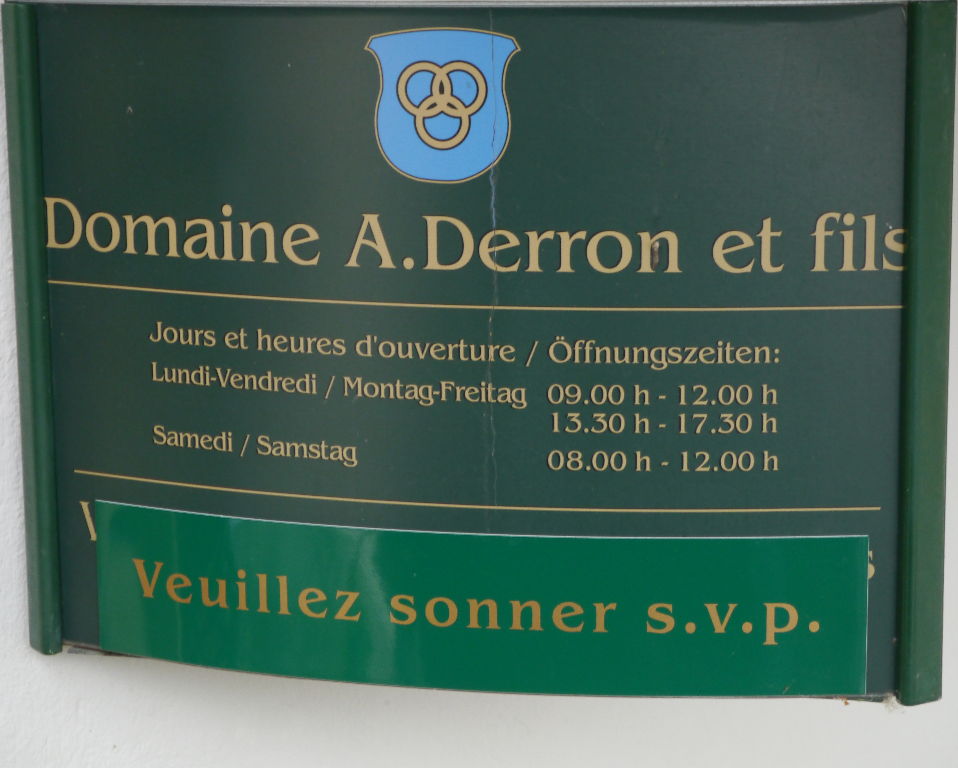 Domaine A.Derron et fils
Jours et heures d'ouverture / Öffnungszeiten:
Lundi-Vendredi / Montag-Freitag 09.00 h - 12.00 h
13.30 h - 17.30 h
Samedi / Samstag 08.00 h - 12.00 h
Veuillez sonner s.v.p.